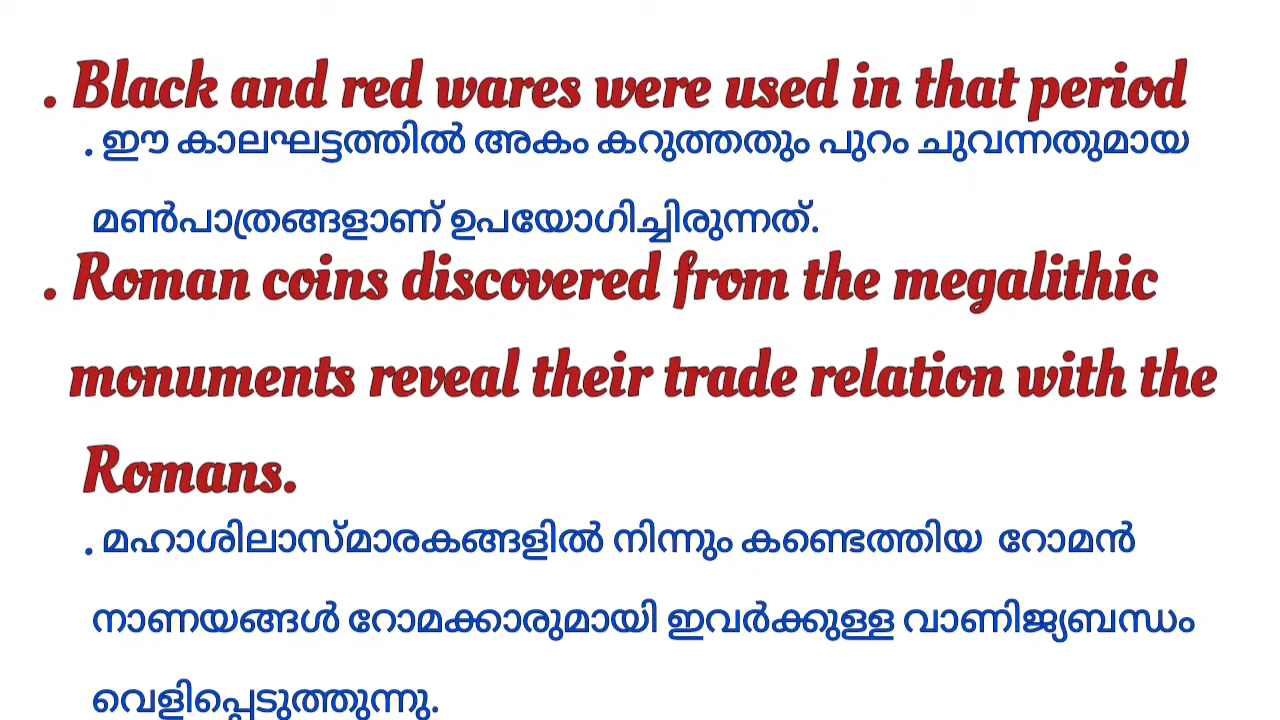 . Black and red wares were used in that period
. ഈ കാലഘട്ടത്തിൽ അകം കറുത്തതും പുറം ചുവന്നതുമായ
മൺപാത്രങ്ങളാണ് ഉപയോഗിച്ചിരുന്നത്.
. Roman coins discovered from the megalithic
monuments reveal their trade relation with the
Romans.
. മഹാശിലാസ്മാരകങ്ങളിൽ നിന്നും കണ്ടെത്തിയ റോമൻ
നാണയങ്ങൾ റോമക്കാരുമായി ഇവർക്കുള്ള വാണിജ്യബന്ധം
വെളിപ്പെടുത്തുന്നു.